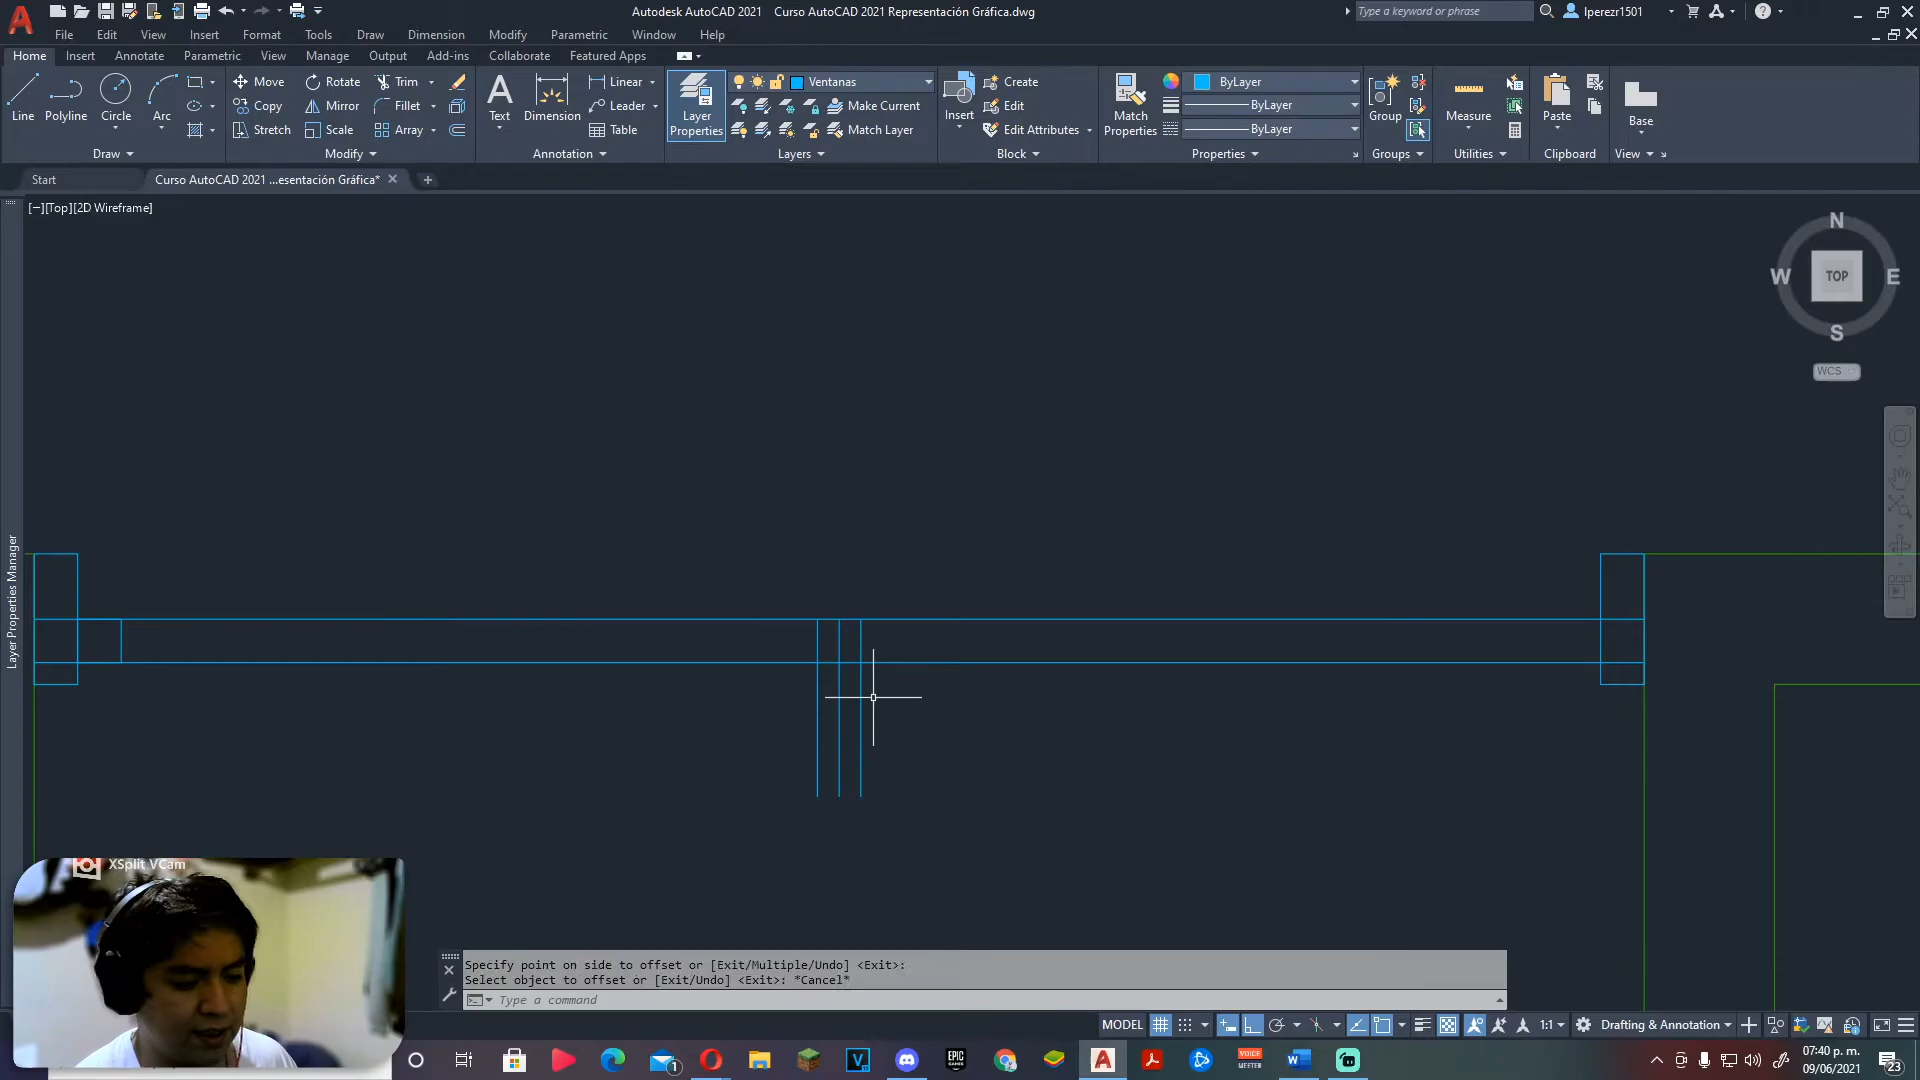 Autodesk AutoCAD 2021 Curso AutoCAD 2021 Representación Gráfica.dwg
Type a keyword or phrase
lperezr1501
File Edit View Insert Format Tools Draw Dimension Modify Parametric Window Help
Home Insert Annotate Parametric View Manage Output Add-ins Collaborate Featured Apps
Line Polyline Circle Arc
Move Rotate Trim
Copy Mirror Fillet
Stretch Scale Array
Text Dimension
Linear
Leader
Table
Layer Properties
Ventanas
Make Current
Match Layer
Insert
Create
Edit
Edit Attributes
Match Properties
ByLayer
ByLayer
ByLayer
Group
Measure
Paste
Base
Draw Modify Annotation Layers Block Properties Groups Utilities Clipboard View
Start
Curso AutoCAD 2021 ...esentación Gráfica*
[−][Top][2D Wireframe]
N
W TOP E
S
WCS
Layer Properties Manager
XSplit VCam
Specify point on side to offset or [Exit/Multiple/Undo] <Exit>:
Select object to offset or [Exit/Undo] <Exit>: *Cancel*
Type a command
MODEL
1:1
Drafting & Annotation
1
EPIC GAMES
VOICE MEETER
07:40 p. m.
09/06/2021
23